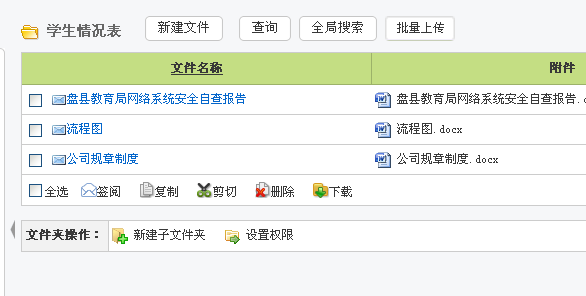 学生情况表 新建文件 查询 全局搜索 批量上传
文件名称 附件
盘县教育局网络系统安全自查报告 盘县教育局网络系统安全自查报告.
流程图 流程图. docx
公司规章制度 公司规章制度. docx
全选 签阅 复制 剪切 删除 下载
文件夹操作： 新建子文件夹 设置权限